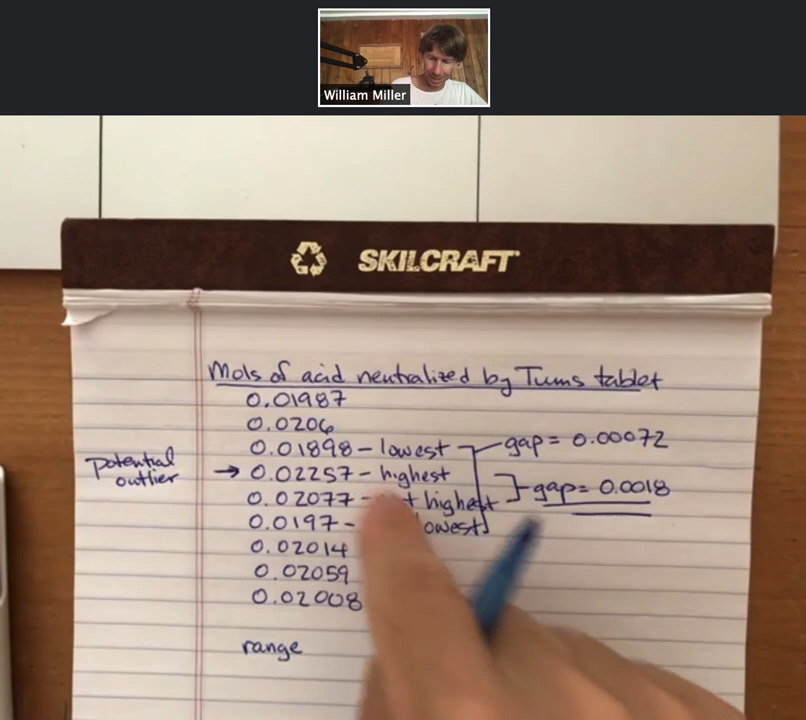 William Miller
SKILCRAFT
Mols of acid neutralized by Tums tablet
0.01987
0.0206
0.01898 - lowest gap = 0.00072
potential outlier → 0.02257 - highest
gap = 0.0018
0.02077 - highest
0.0197 -
0.02014
0.02059
0.02008
range